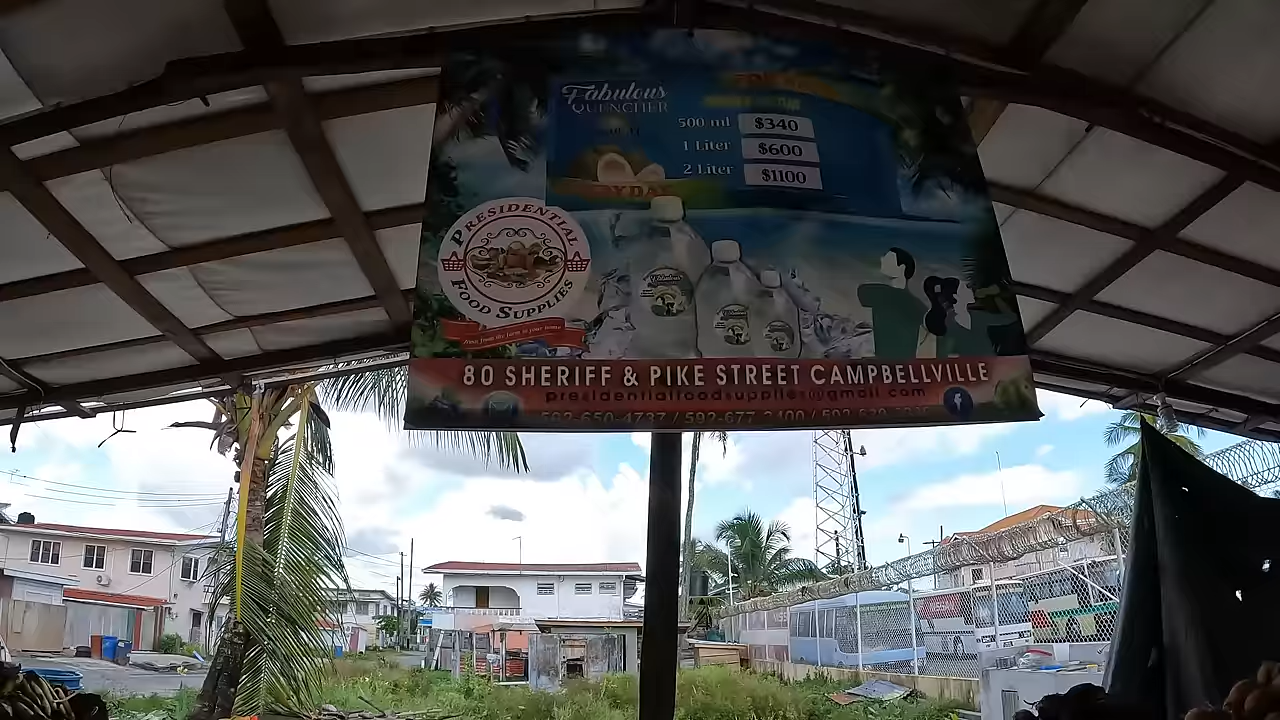 Fabulous
QUENCHER
500 ml $340
1 Liter $600
2 Liter $1100
PRESIDENTIAL
FOOD SUPPLIES
80 SHERIFF & PIKE STREET CAMPBELLVILLE
presidentialfoodsupplies@gmail.com